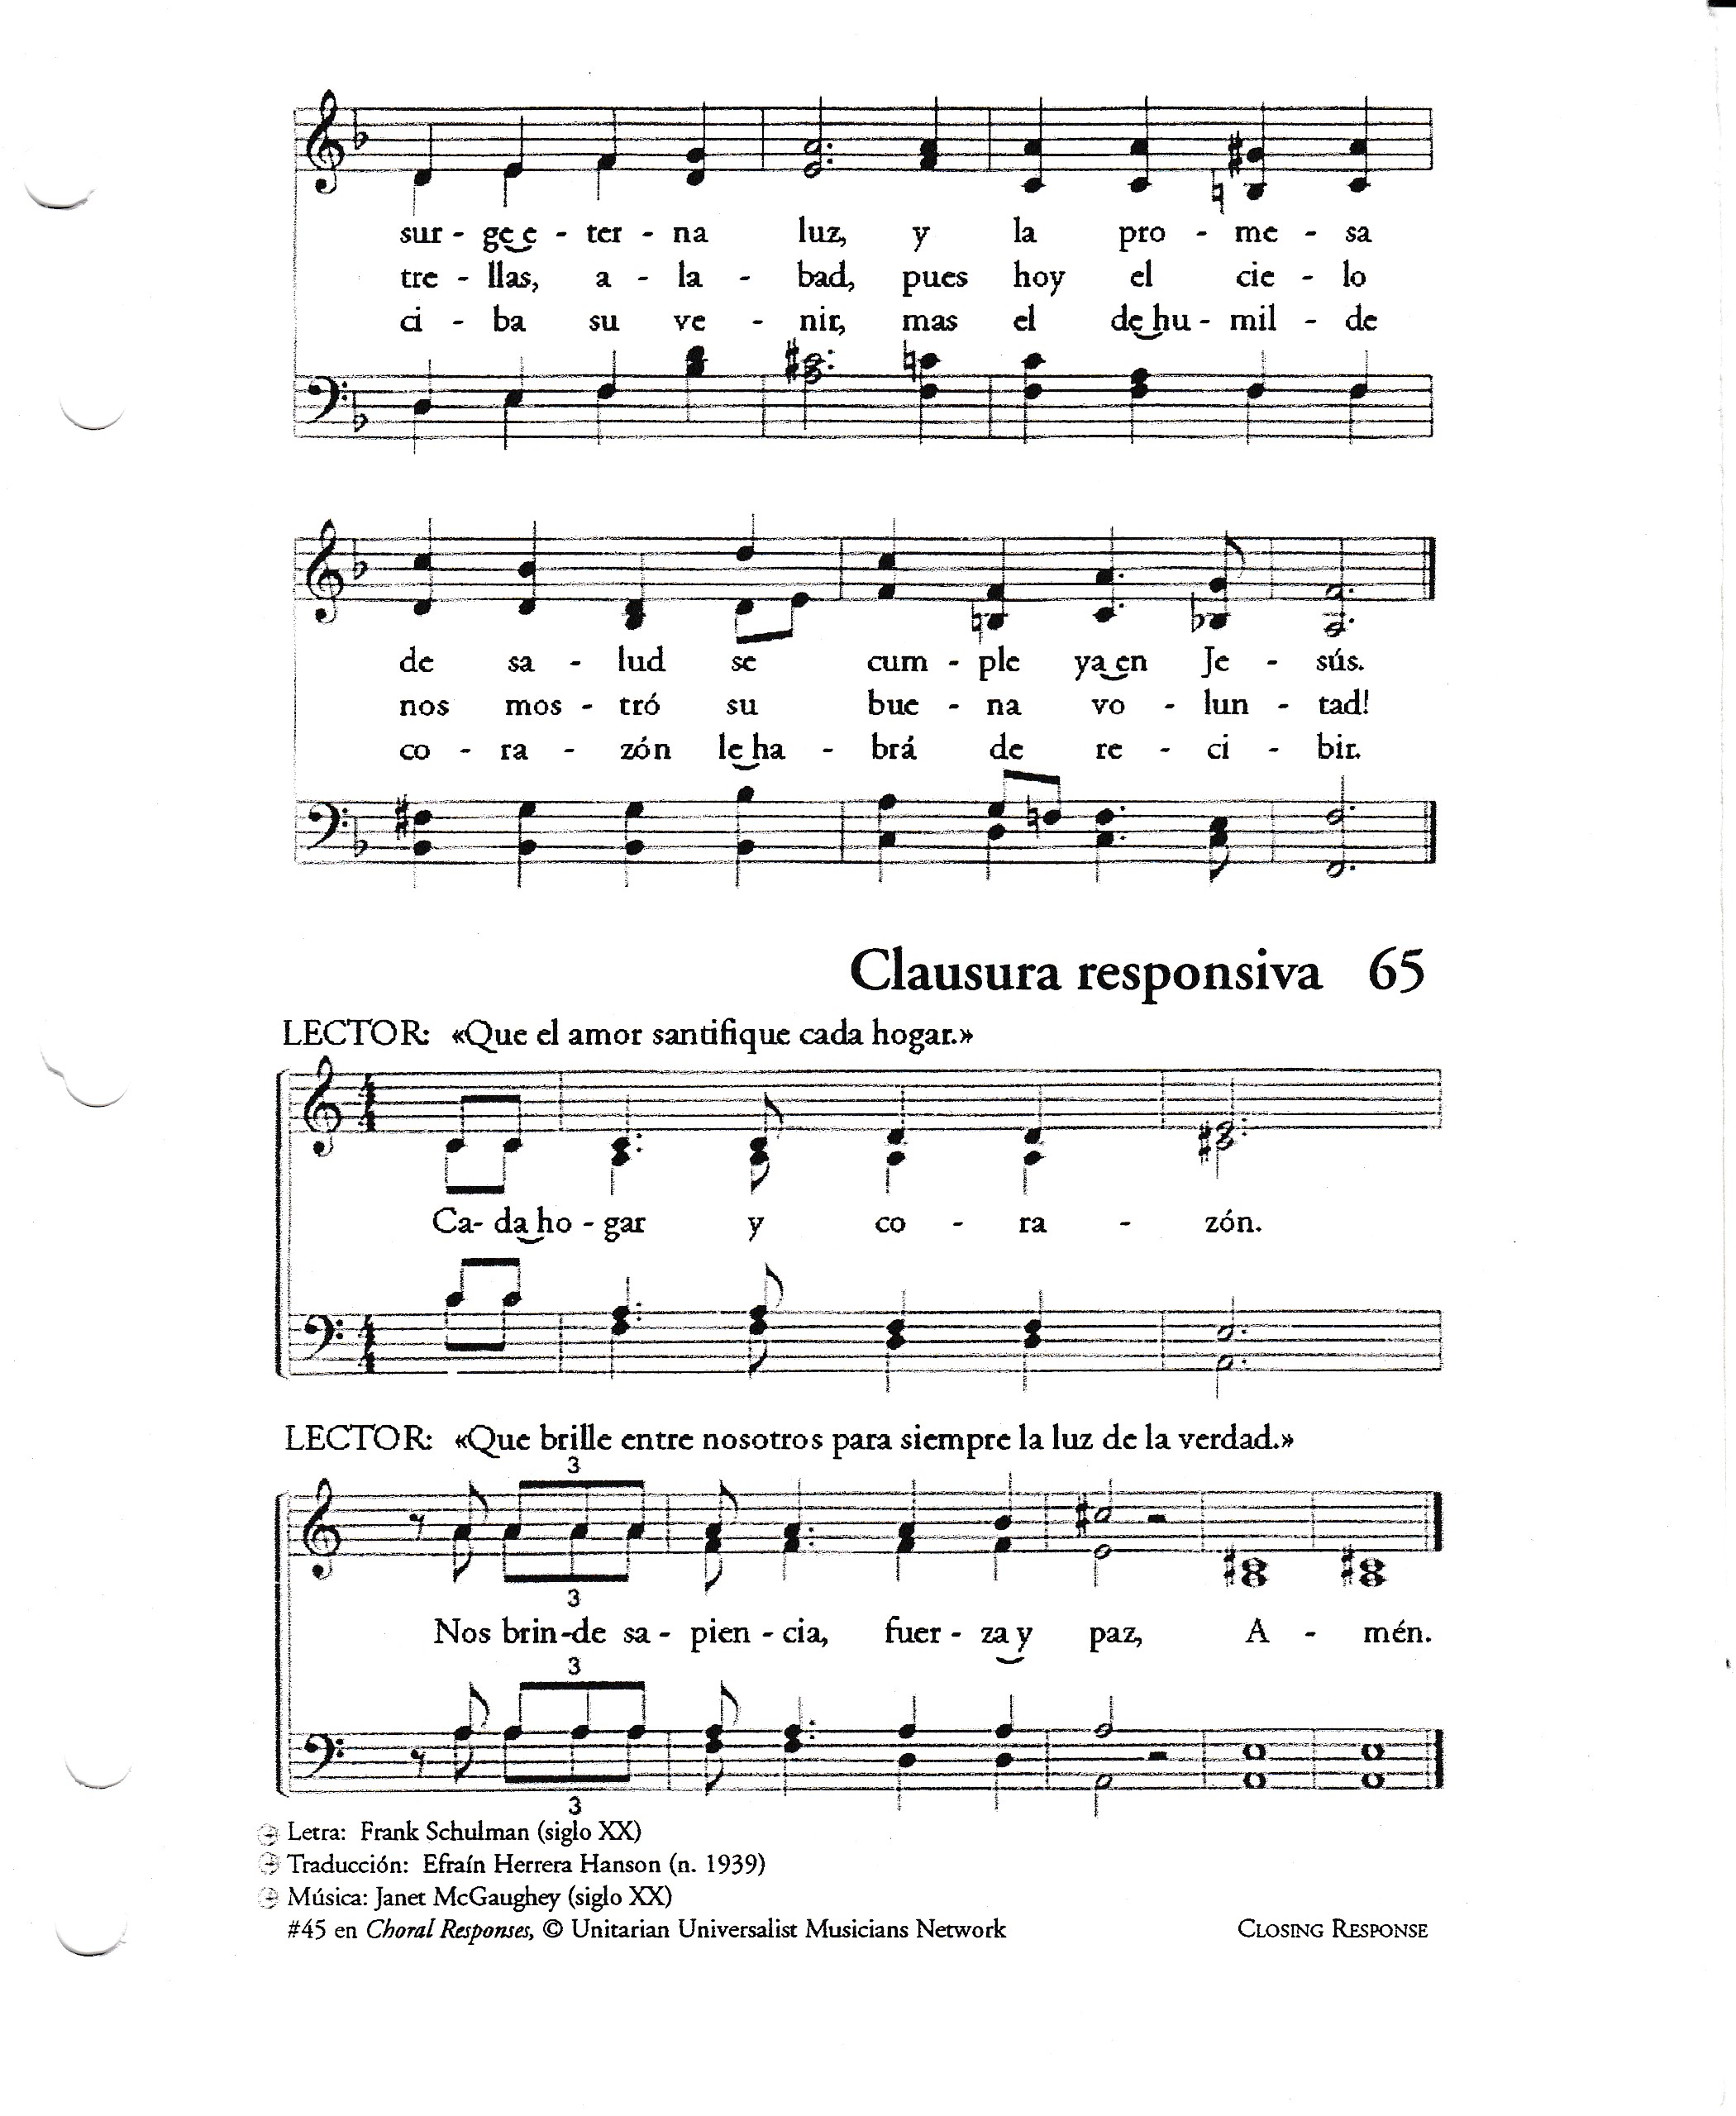 sur - ge e - ter - na luz, y la pro - me - sa
tre - llas, a - la - bad, pues hoy el cie - lo
ci - ba su ve - nir, mas el de hu - mil - de
de sa - lud se cum - ple ya en Je - sús.
nos mos - tró su bue - na vo - lun - tad!
co - ra - zón le ha - brá de re - ci - bir.
Clausura responsiva 65
LECTOR: «Que el amor santifique cada hogar.»
Ca- da ho - gar y co - ra - zón.
LECTOR: «Que brille entre nosotros para siempre la luz de la verdad.»
3
3
Nos brin-de sa - pien - cia, fuer - za y paz, A - mén.
3
3
Letra: Frank Schulman (siglo XX)
Traducción: Efraín Herrera Hanson (n. 1939)
Música: Janet McGaughey (siglo XX)
#45 en Choral Responses, © Unitarian Universalist Musicians Network CLOSING RESPONSE